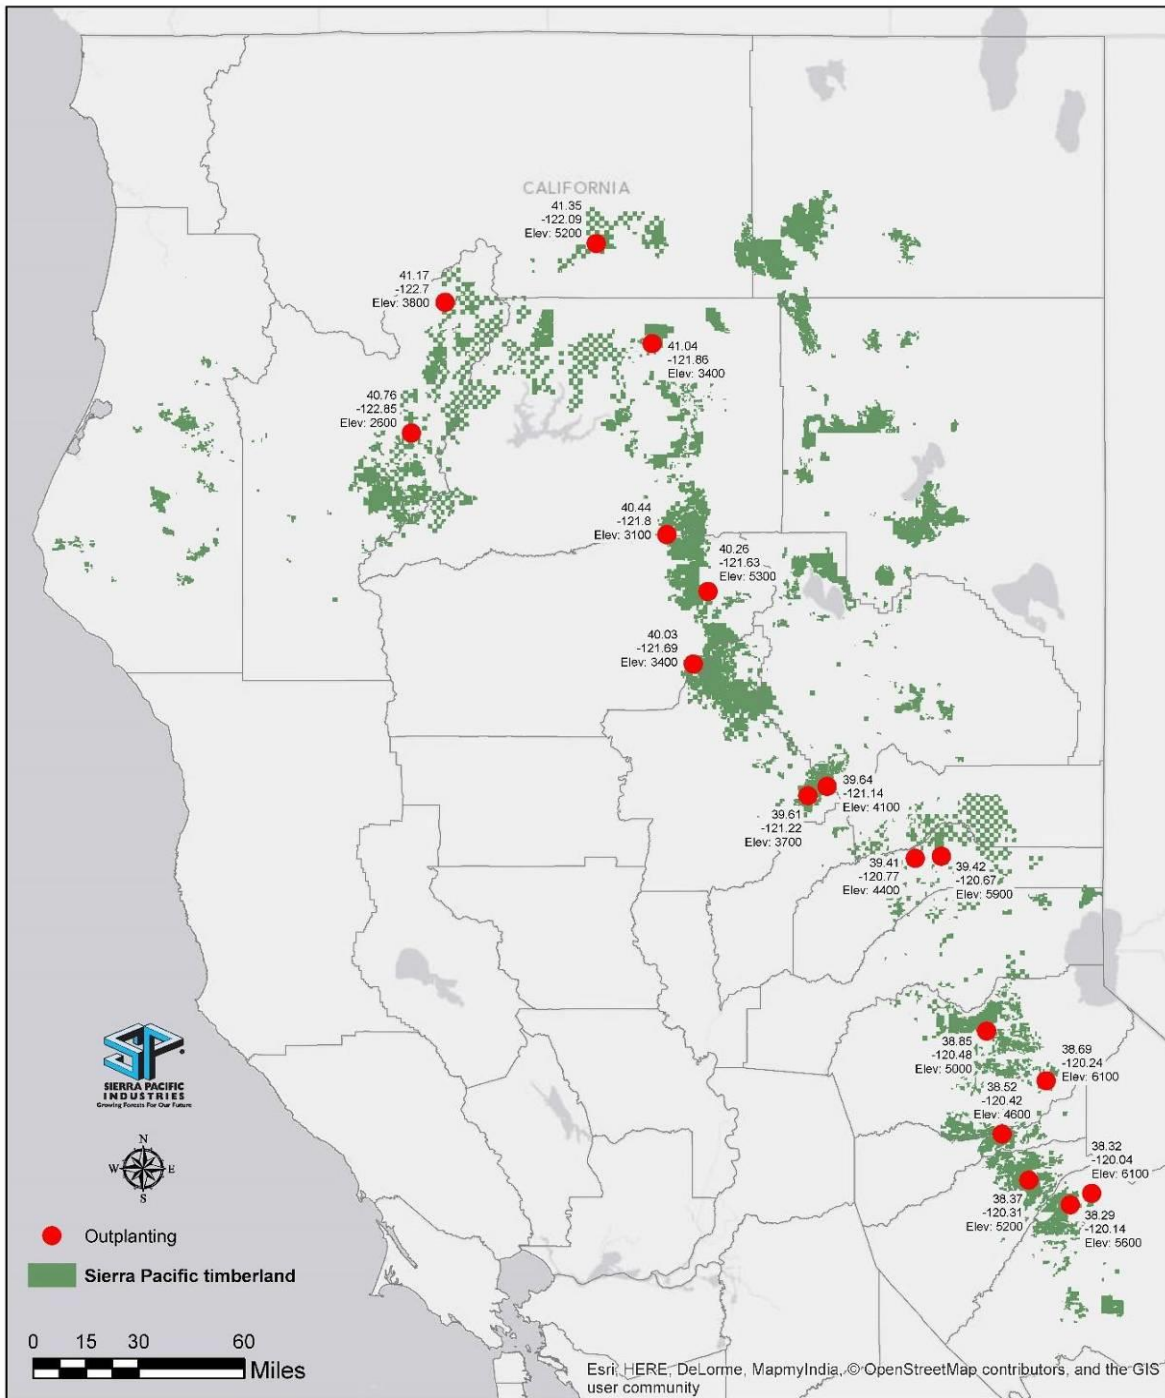 CALIFORNIA
41.35
-122.09
Elev: 5200
41.17
-122.7
Elev: 3800
41.04
-121.86
Elev: 3400
40.76
-122.85
Elev: 2600
40.44
-121.8
Elev: 3100
40.26
-121.63
Elev: 5300
40.03
-121.69
Elev: 3400
39.64
-121.14
Elev: 4100
39.61
-121.22
Elev: 3700
39.41
-120.77
Elev: 4400
39.42
-120.67
Elev: 5900
38.85
-120.48
Elev: 5000
38.69
-120.24
Elev: 6100
38.52
-120.42
Elev: 4600
38.32
-120.04
Elev: 6100
38.37
-120.31
Elev: 5200
38.29
-120.14
Elev: 5600
SIERRA PACIFIC
INDUSTRIES
Growing Forests For Our Future
N
W E
S
Outplanting
Sierra Pacific timberland
0 15 30 60
Miles
Esri, HERE, DeLorme, MapmyIndia, © OpenStreetMap contributors, and the GIS
user community